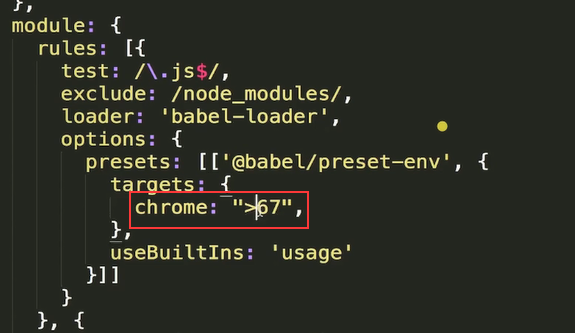 },
module: {
rules: [{
test: /\.js$/,
exclude: /node_modules/,
loader: 'babel-loader',
options: {
presets: [['@babel/preset-env', {
targets: {
chrome: ">67",
},
useBuiltIns: 'usage'
}]]
}
}, {